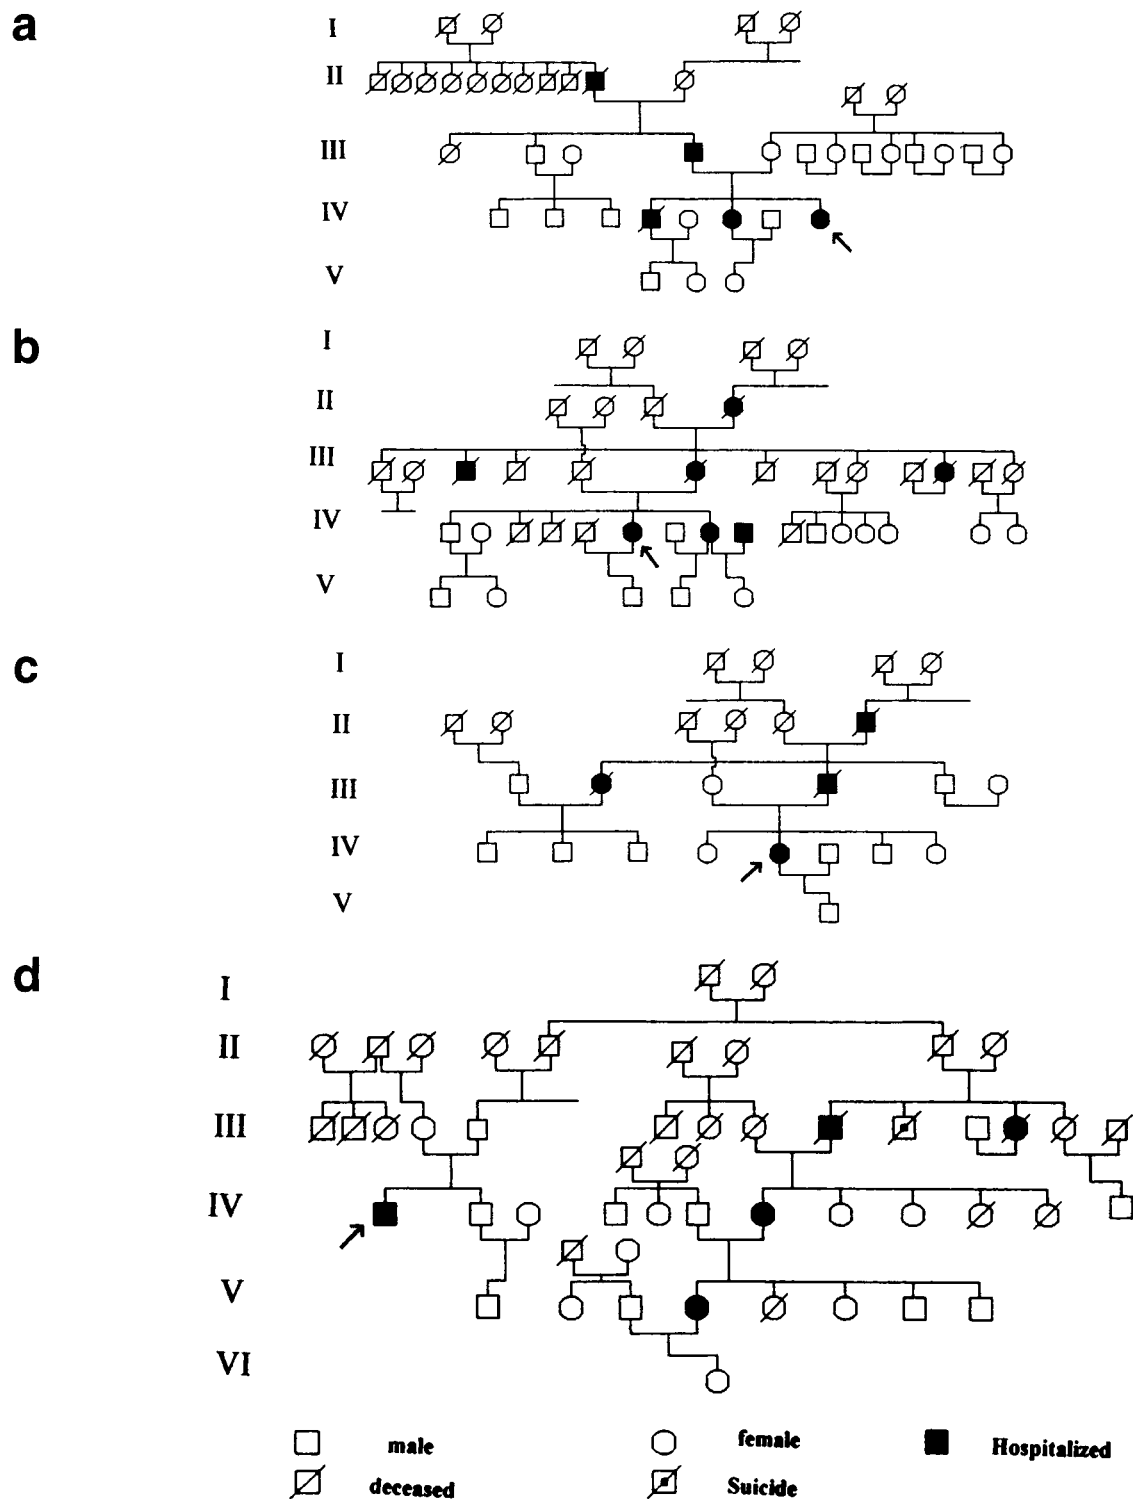 a
I
II
III
IV
V
b
I
II
III
IV
V
c
I
II
III
IV
V
d
I
II
III
IV
V
VI
male female Hospitalized
deceased Suicide